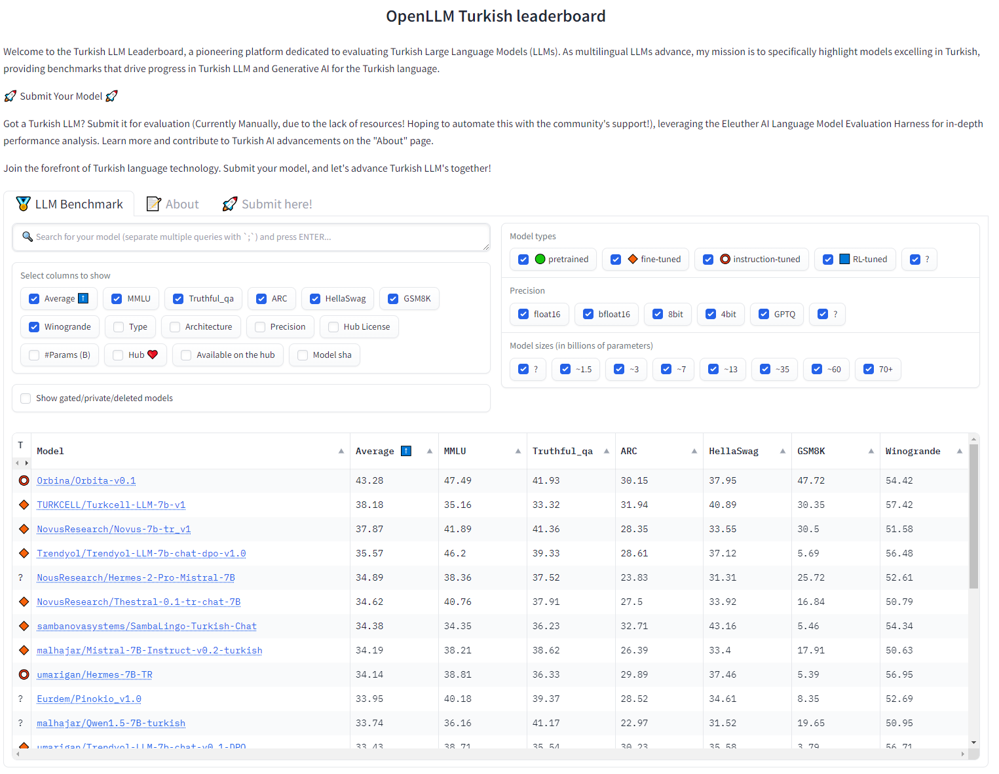 OpenLLM Turkish leaderboard
Welcome to the Turkish LLM Leaderboard, a pioneering platform dedicated to evaluating Turkish Large Language Models (LLMs). As multilingual LLMs advance, my mission is to specifically highlight models excelling in Turkish,
providing benchmarks that drive progress in Turkish LLM and Generative AI for the Turkish language.
🚀 Submit Your Model 🚀
Got a Turkish LLM? Submit it for evaluation (Currently Manually, due to the lack of resources! Hoping to automate this with the community's support!), leveraging the Eleuther AI Language Model Evaluation Harness for in-depth
performance analysis. Learn more and contribute to Turkish AI advancements on the "About" page.
Join the forefront of Turkish language technology. Submit your model, and let's advance Turkish LLM's together!
LLM Benchmark About Submit here!
Search for your model (separate multiple queries with `;`) and press ENTER...
Select columns to show
Average MMLU Truthful_qa ARC HellaSwag GSM8K
Winogrande Type Architecture Precision Hub License
#Params (B) Hub ❤️ Available on the hub Model sha
Show gated/private/deleted models
Model types
pretrained fine-tuned instruction-tuned RL-tuned ?
Precision
float16 bfloat16 8bit 4bit GPTQ ?
Model sizes (in billions of parameters)
? ~1.5 ~3 ~7 ~13 ~35 ~60 70+
T Model Average MMLU Truthful_qa ARC HellaSwag GSM8K Winogrande
Orbina/Orbita-v0.1 43.28 47.49 41.93 30.15 37.95 47.72 54.42
TURKCELL/Turkcell-LLM-7b-v1 38.18 35.16 33.32 31.94 40.89 30.35 57.42
NovusResearch/Novus-7b-tr_v1 37.87 41.89 41.36 28.35 33.55 30.5 51.58
Trendyol/Trendyol-LLM-7b-chat-dpo-v1.0 35.57 46.2 39.33 28.61 37.12 5.69 56.48
? NousResearch/Hermes-2-Pro-Mistral-7B 34.89 38.36 37.52 23.83 31.31 25.72 52.61
NovusResearch/Thestral-0.1-tr-chat-7B 34.62 40.76 37.91 27.5 33.92 16.84 50.79
sambanovasystems/SambaLingo-Turkish-Chat 34.38 34.35 36.23 32.71 43.16 5.46 54.34
malhajar/Mistral-7B-Instruct-v0.2-turkish 34.19 38.21 38.62 26.39 33.4 17.91 50.63
umarigan/Hermes-7B-TR 34.14 38.81 36.33 29.89 37.46 5.39 56.95
? Eurdem/Pinokio_v1.0 33.95 40.18 39.37 28.52 34.61 8.35 52.69
? malhajar/Qwen1.5-7B-turkish 33.74 36.16 41.17 22.97 31.52 19.65 50.95
umarigan/Trendyol-LLM-7b-chat-v0.1-DPO 33.43 38.71 35.54 30.23 35.58 3.79 56.71